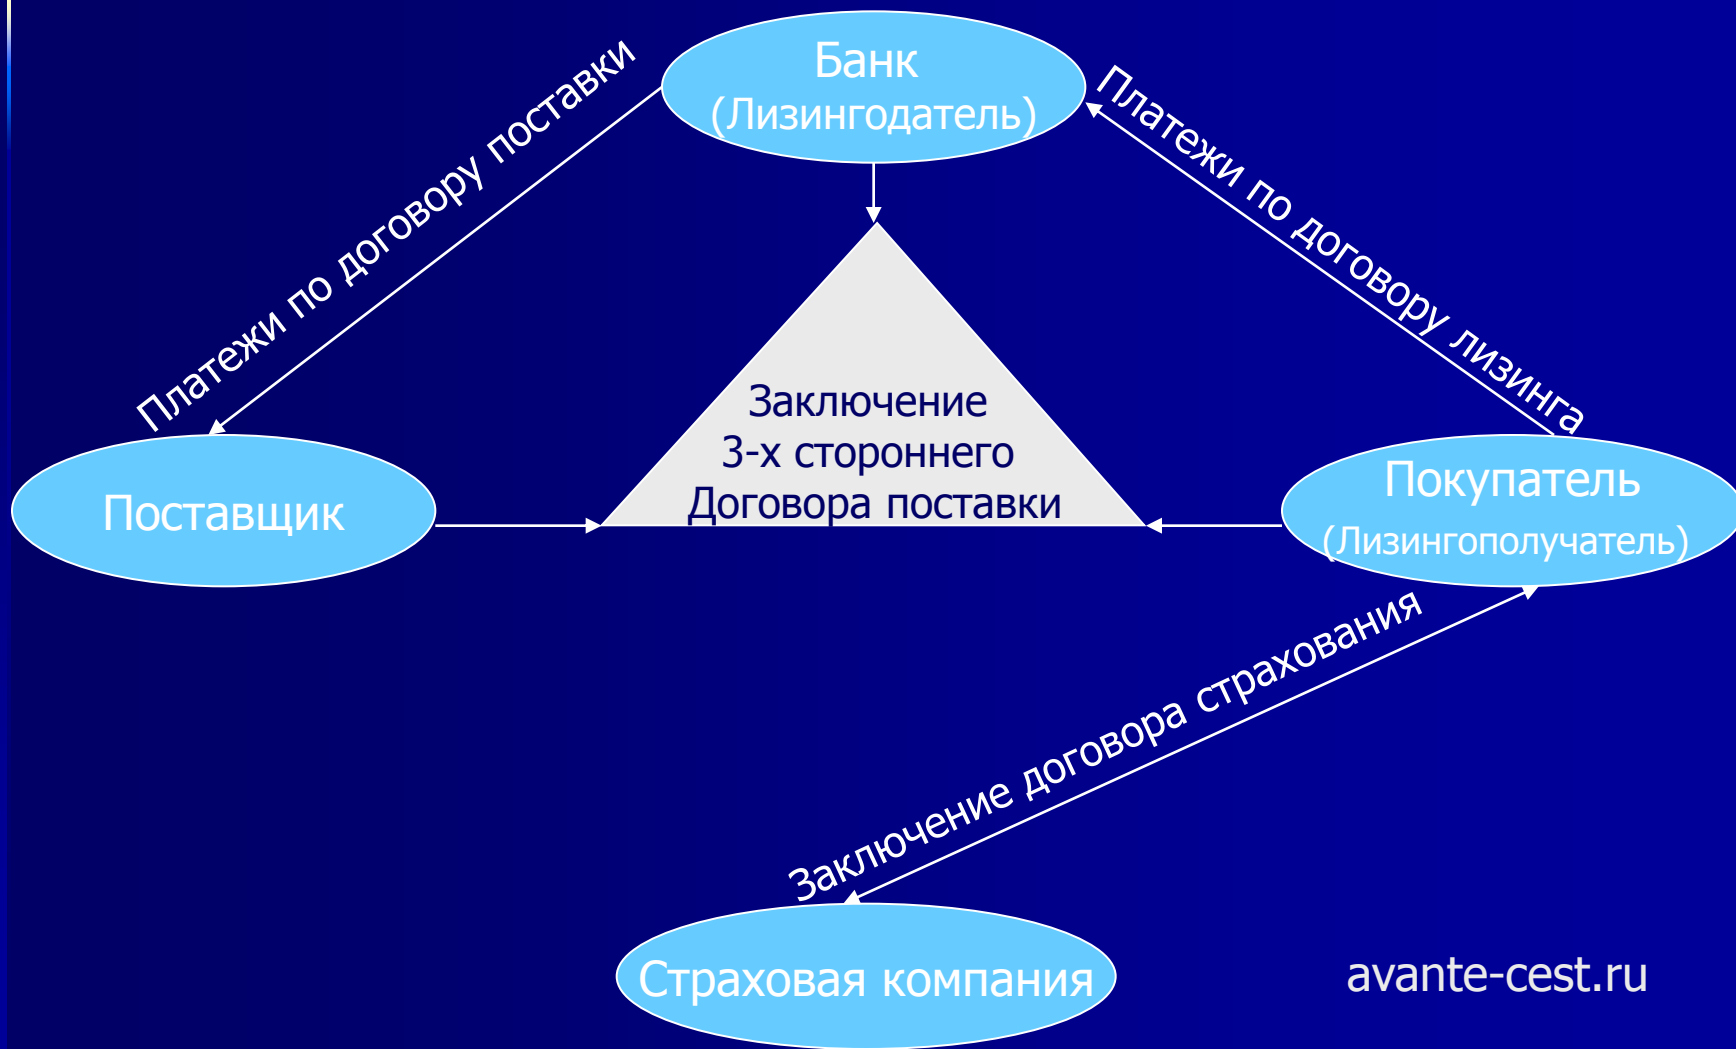 Банк
(Лизингодатель)
Платежи по договору поставки
Платежи по договору лизинга
Заключение
3-х стороннего
Договора поставки
Поставщик
Покупатель
(Лизингополучатель)
Заключение договора страхования
Страховая компания
avante-cest.ru